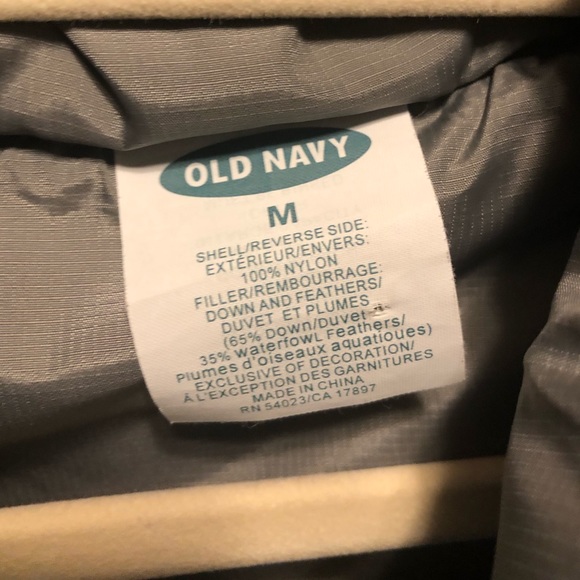 OLD NAVY
M
SHELL/REVERSE SIDE:
EXTÉRIEUR/ENVERS:
100% NYLON
FILLER/REMBOURRAGE:
DOWN AND FEATHERS/
DUVET ET PLUMES
(65% Down/duvet
35% waterfowl Feathers/
Plumes d'oiseaux aquatioues)
EXCLUSIVE OF DECORATION/
À L'EXCEPTION DES GARNITURES
MADE IN CHINA
RN 54023/CA 17897